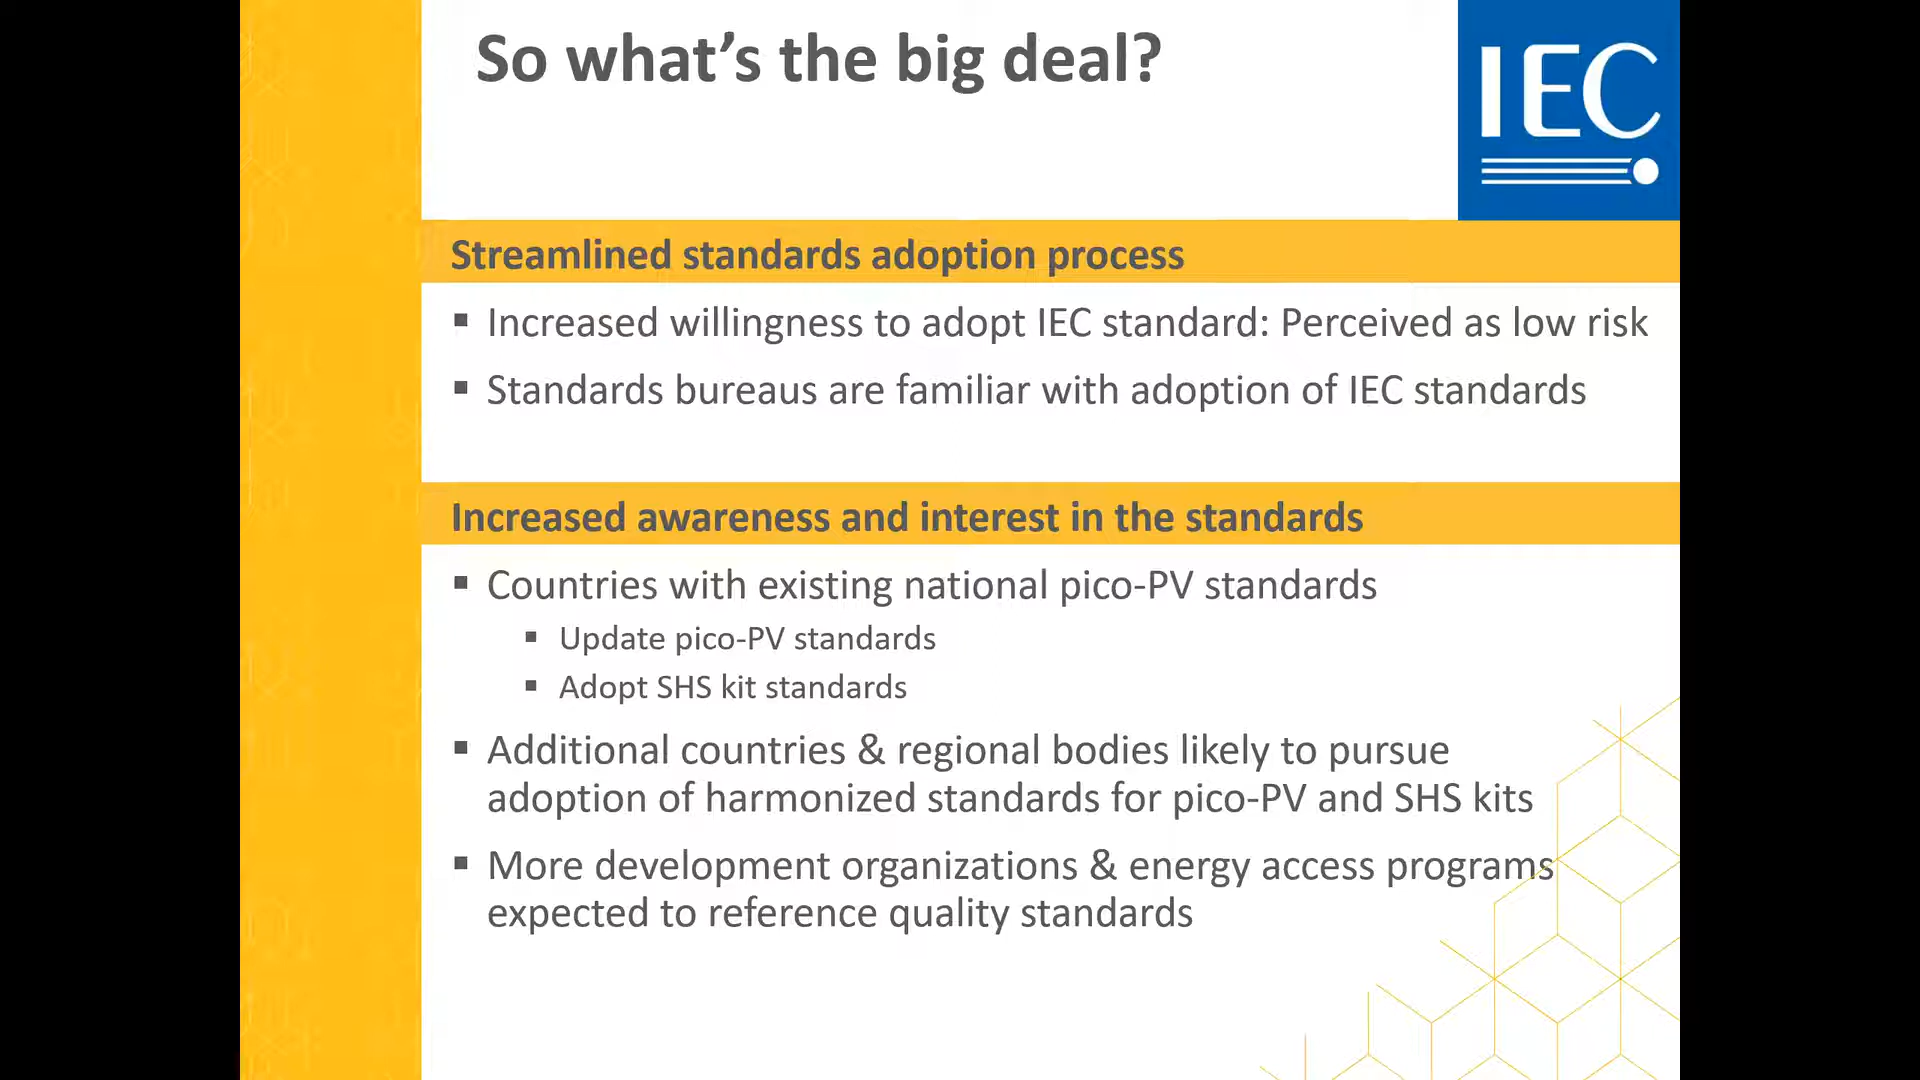 So what’s the big deal?
IEC
Streamlined standards adoption process
▪ Increased willingness to adopt IEC standard: Perceived as low risk
▪ Standards bureaus are familiar with adoption of IEC standards
Increased awareness and interest in the standards
▪ Countries with existing national pico-PV standards
▪ Update pico-PV standards
▪ Adopt SHS kit standards
▪ Additional countries & regional bodies likely to pursue
adoption of harmonized standards for pico-PV and SHS kits
▪ More development organizations & energy access programs
expected to reference quality standards